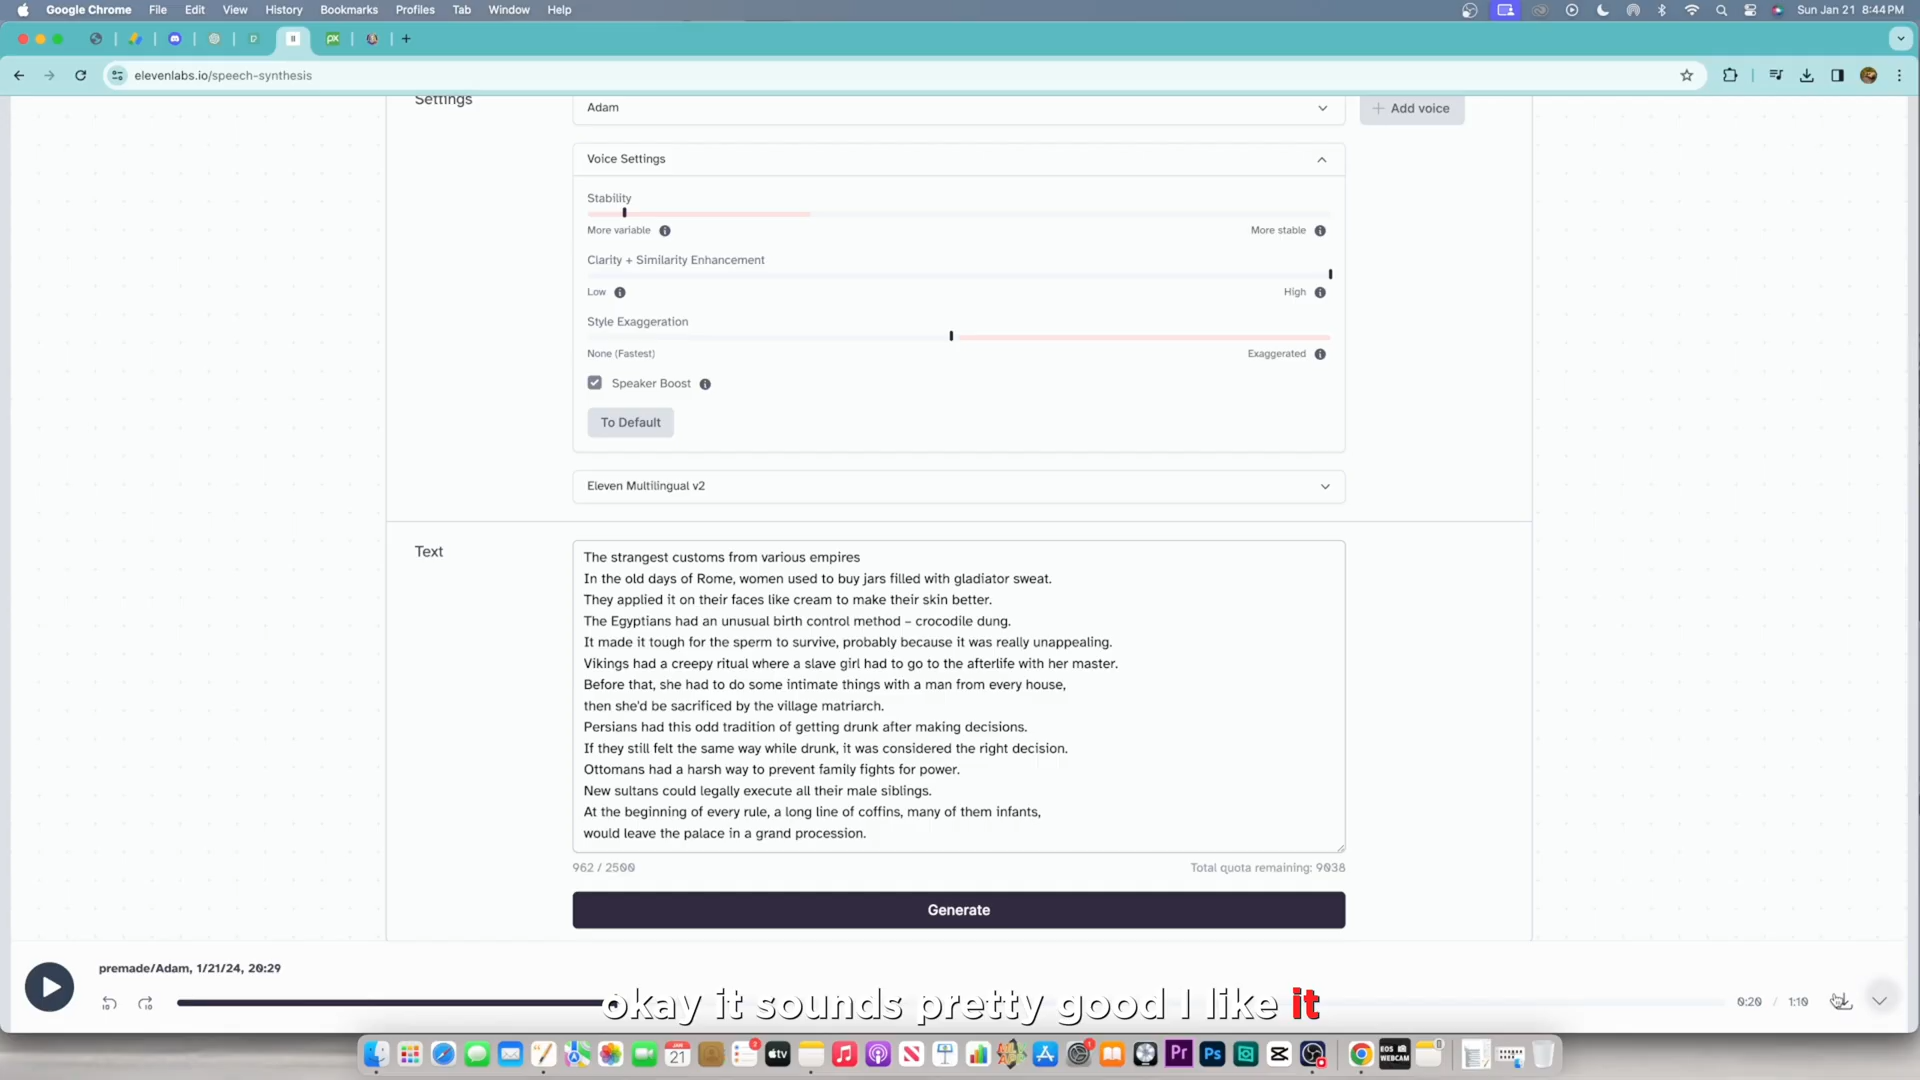 Google Chrome File Edit View History Bookmarks Profiles Tab Window Help Sun Jan 21 8:44 PM
elevenlabs.io/speech-synthesis
Settings
Adam
Add voice
Voice Settings
Stability
More variable More stable
Clarity + Similarity Enhancement
Low High
Style Exaggeration
None (Fastest) Exaggerated
Speaker Boost
To Default
Eleven Multilingual v2
Text
The strangest customs from various empires
In the old days of Rome, women used to buy jars filled with gladiator sweat.
They applied it on their faces like cream to make their skin better.
The Egyptians had an unusual birth control method – crocodile dung.
It made it tough for the sperm to survive, probably because it was really unappealing.
Vikings had a creepy ritual where a slave girl had to go to the afterlife with her master.
Before that, she had to do some intimate things with a man from every house,
then she'd be sacrificed by the village matriarch.
Persians had this odd tradition of getting drunk after making decisions.
If they still felt the same way while drunk, it was considered the right decision.
Ottomans had a harsh way to prevent family fights for power.
New sultans could legally execute all their male siblings.
At the beginning of every rule, a long line of coffins, many of them infants,
would leave the palace in a grand procession.
962 / 2500 Total quota remaining: 9038
Generate
premade/Adam, 1/21/24, 20:29
0:20 / 1:10
okay it sounds pretty good I like it